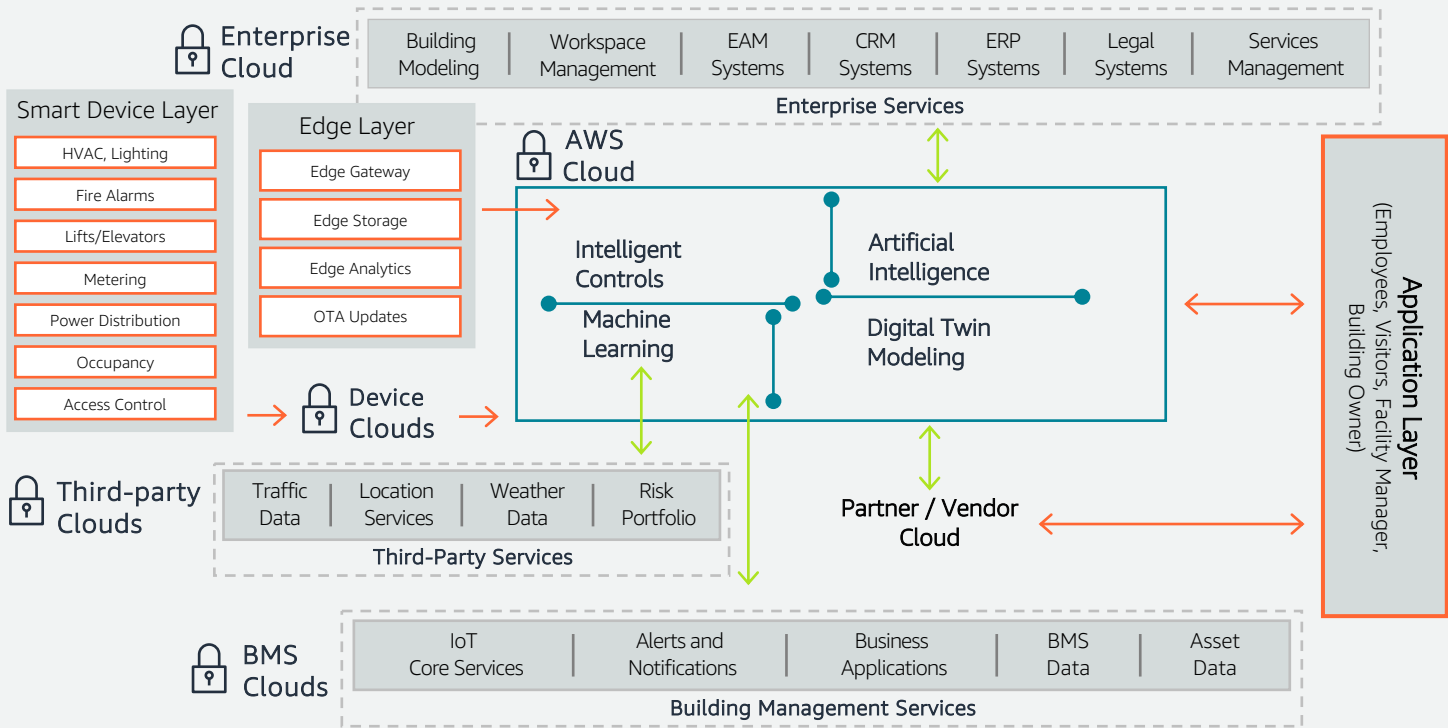 Enterprise
Cloud
Building
Modeling
Workspace
Management
EAM
Systems
CRM
Systems
ERP
Systems
Legal
Systems
Services
Management
Enterprise Services
Smart Device Layer
HVAC, Lighting
Fire Alarms
Lifts/Elevators
Metering
Power Distribution
Occupancy
Access Control
Edge Layer
Edge Gateway
Edge Storage
Edge Analytics
OTA Updates
AWS
Cloud
Intelligent
Controls
Machine
Learning
Artificial
Intelligence
Digital Twin
Modeling
Application Layer
(Employees, Visitors, Facility Manager,
Building Owner)
Device
Clouds
Third-party
Clouds
Traffic
Data
Location
Services
Weather
Data
Risk
Portfolio
Third-Party Services
Partner / Vendor
Cloud
BMS
Clouds
IoT
Core Services
Alerts and
Notifications
Business
Applications
BMS
Data
Asset
Data
Building Management Services